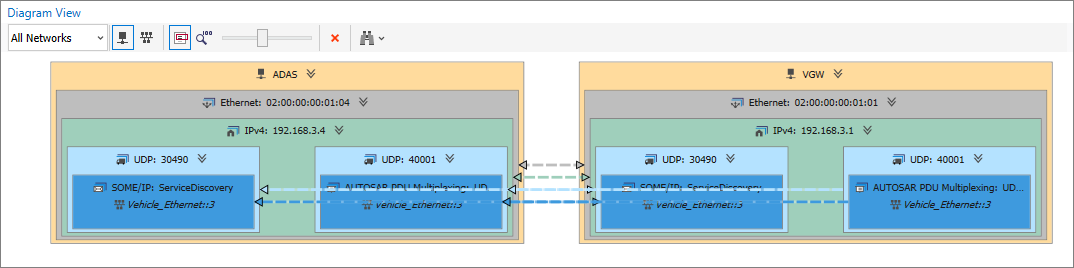 Diagram View
All Networks
100
ADAS
Ethernet: 02:00:00:00:01:04
IPv4: 192.168.3.4
UDP: 30490
SOME/IP: ServiceDiscovery
Vehicle_Ethernet::3
UDP: 40001
AUTOSAR PDU Multiplexing: UD...
Vehicle_Ethernet::3
VGW
Ethernet: 02:00:00:00:01:01
IPv4: 192.168.3.1
UDP: 30490
SOME/IP: ServiceDiscovery
Vehicle_Ethernet::3
UDP: 40001
AUTOSAR PDU Multiplexing: UD...
Vehicle_Ethernet::3